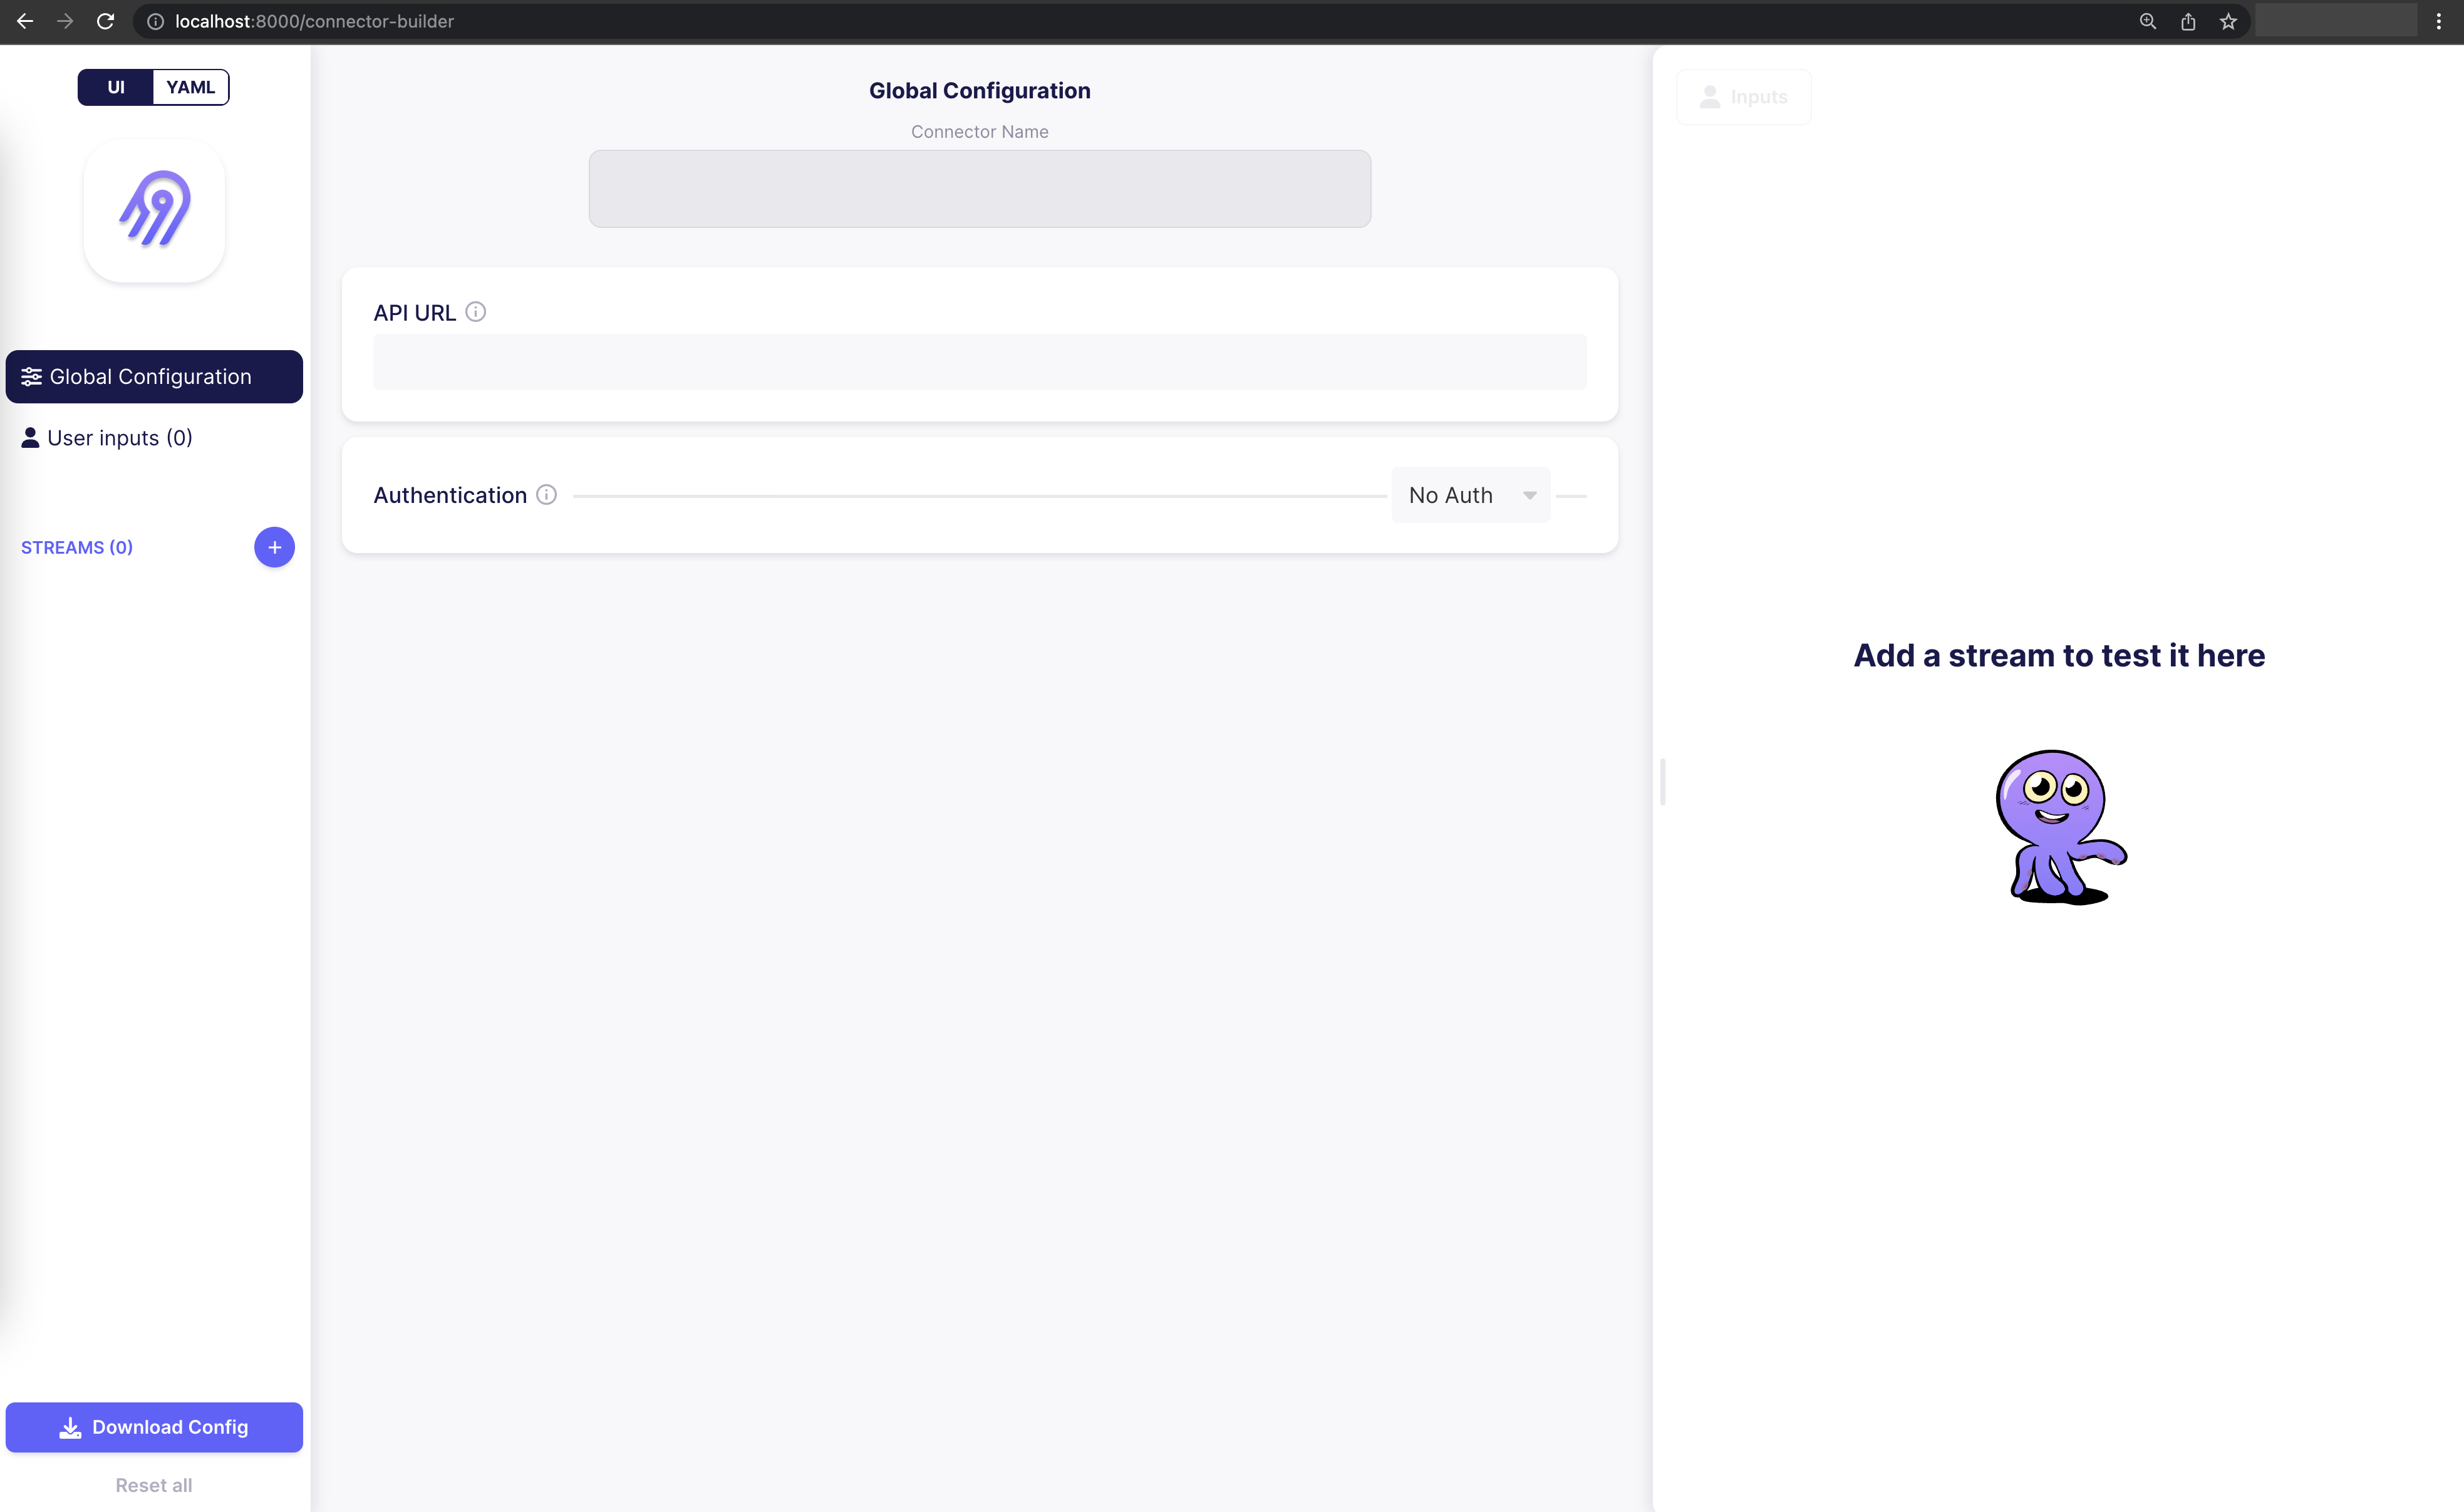 localhost:8000/connector-builder
UI
YAML
Global Configuration
User inputs (0)
STREAMS (0)
Download Config
Reset all
Global Configuration
Connector Name
API URL
Authentication
No Auth
Inputs
Add a stream to test it here